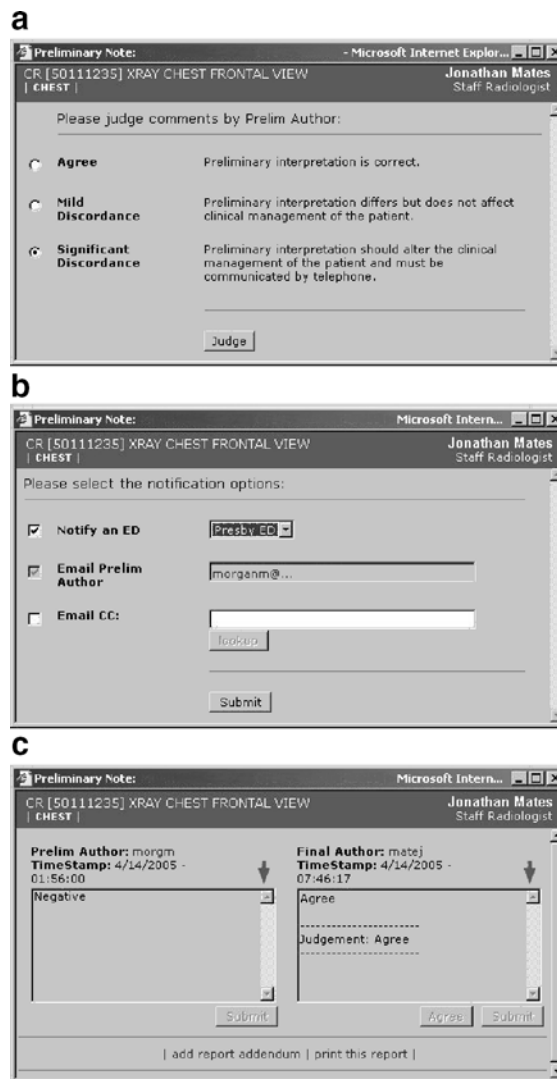 a
Preliminary Note: - Microsoft Internet Explor...
CR [50111235] XRAY CHEST FRONTAL VIEW Jonathan Mates
| CHEST | Staff Radiologist
Please judge comments by Prelim Author:
Agree Preliminary interpretation is correct.
Mild Discordance Preliminary interpretation differs but does not affect
clinical management of the patient.
Significant Discordance Preliminary interpretation should alter the clinical
management of the patient and must be
communicated by telephone.
Judge
b
Preliminary Note: Microsoft Intern...
CR [50111235] XRAY CHEST FRONTAL VIEW Jonathan Mates
| CHEST | Staff Radiologist
Please select the notification options:
Notify an ED Presby ED
Email Prelim Author morganm@...
Email CC:
lookup
Submit
c
Preliminary Note: Microsoft Intern...
CR [50111235] XRAY CHEST FRONTAL VIEW Jonathan Mates
| CHEST | Staff Radiologist
Prelim Author: morgm
TimeStamp: 4/14/2005 -
01:56:00
Negative
Submit
Final Author: matej
TimeStamp: 4/14/2005 -
07:46:17
Agree
--------------------
Judgement: Agree
--------------------
Agree Submit
| add report addendum | print this report |